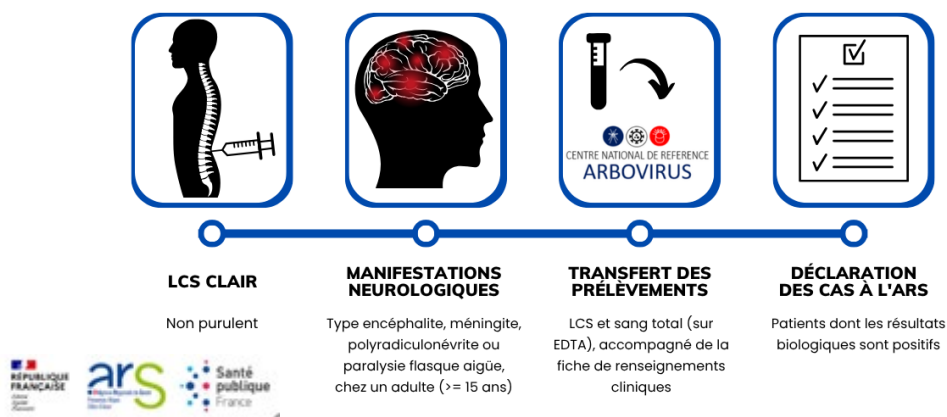 CENTRE NATIONAL DE REFERENCE
ARBOVIRUS
LCS CLAIR
Non purulent
MANIFESTATIONS
NEUROLOGIQUES
Type encéphalite, méningite,
polyradiculonévrite ou
paralysie flasque aigüe,
chez un adulte (>= 15 ans)
TRANSFERT DES
PRÉLÈVEMENTS
LCS et sang total (sur
EDTA), accompagné de la
fiche de renseignements
cliniques
DÉCLARATION
DES CAS À L'ARS
Patients dont les résultats
biologiques sont positifs
RÉPUBLIQUE
FRANÇAISE
ars
Santé
publique
France